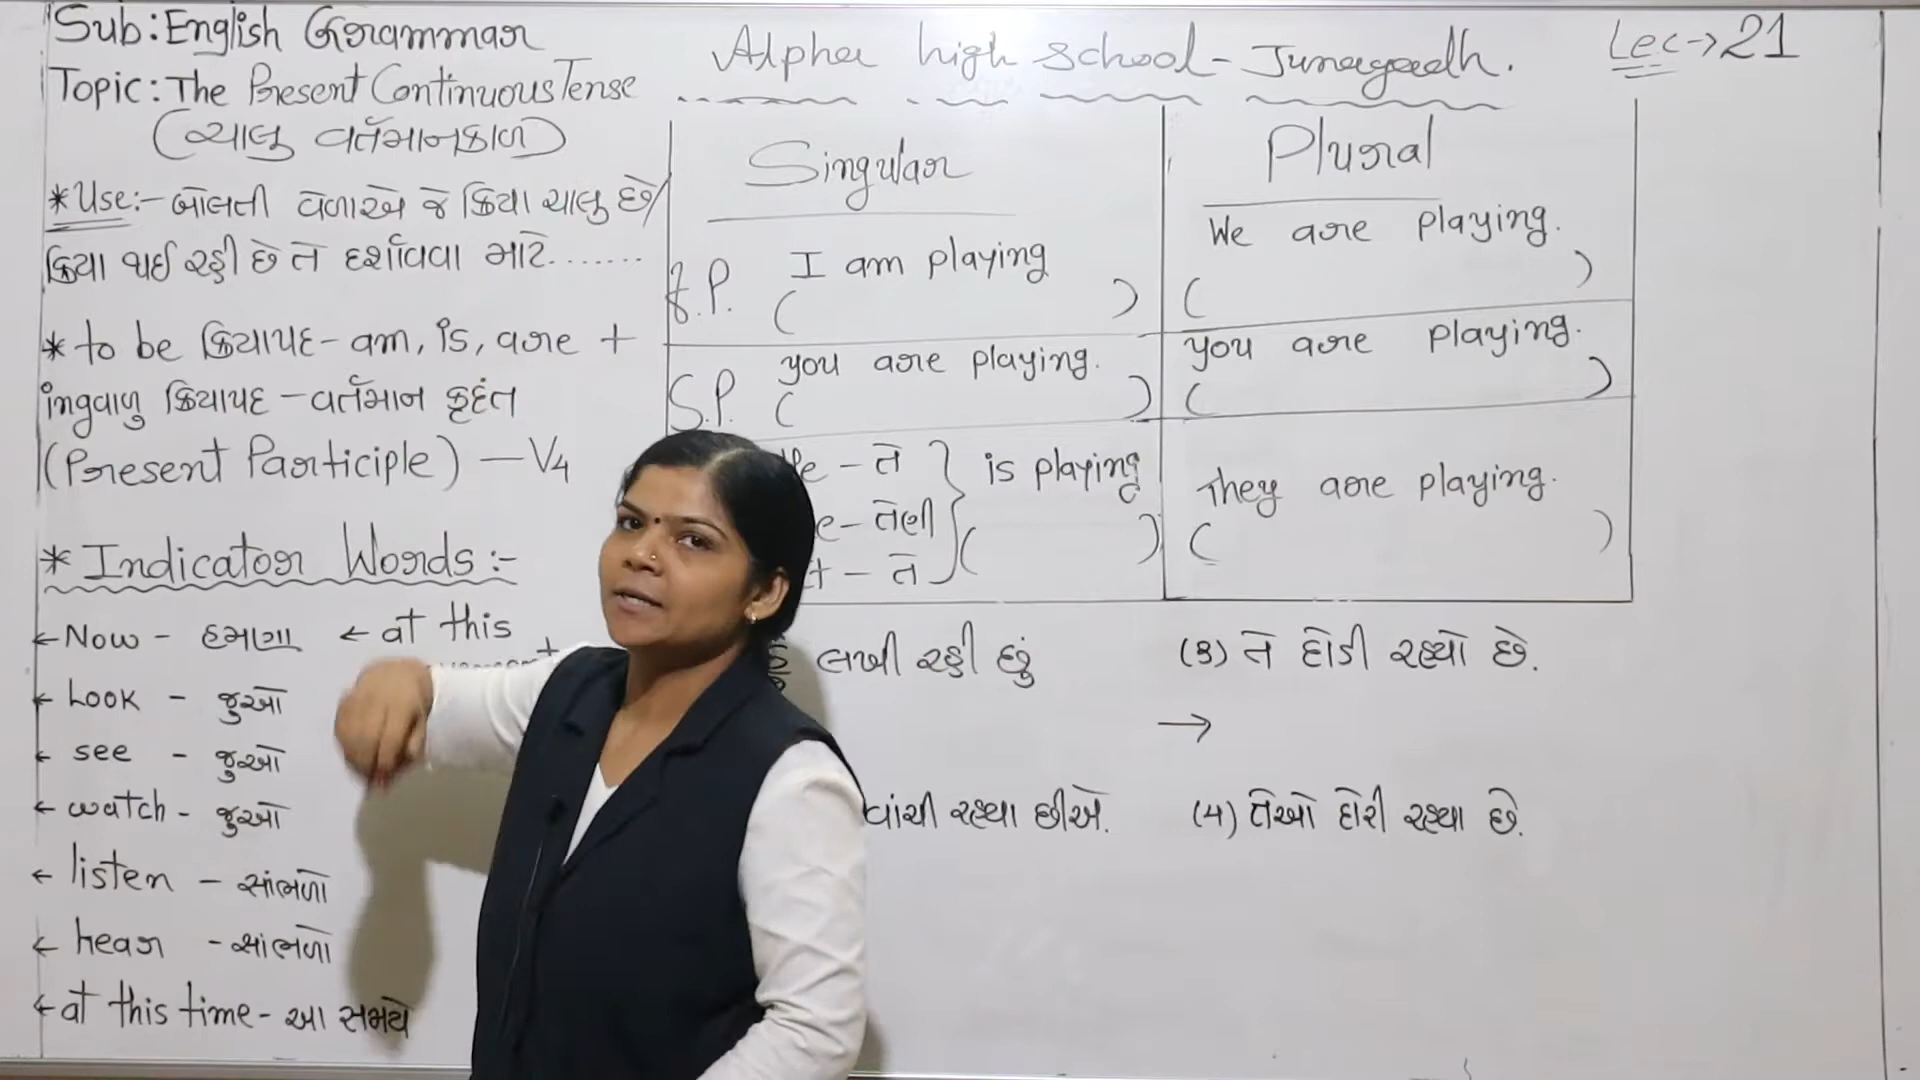 Sub: English Grammar
Topic: The Present Continuous Tense
(ચાલુ વર્તમાનકાળ)
* Use:- બોલતી વેળાએ જે ક્રિયા ચાલુ છે/
ક્રિયા થઈ રહી છે તે દર્શાવવા માટે.......
* to be ક્રિયાપદ - am, is, are +
ingવાળુ ક્રિયાપદ - વર્તમાન કૃદંત
(Present Participle) - V4
* Indicator Words :-
← Now - હમણા
← at this
← Look - જુઓ
← see - જુઓ
← watch - જુઓ
← listen - સાંભળો
← hear - સાંભળો
← at this time - આ સમયે
Alpha high school - Junagadh.
Lec → 21
Singular
Plural
F.P. I am playing
( )
We are playing.
( )
S.P. you are playing.
( )
you are playing.
( )
- તે } is playing
- તેણી ( )
- તે
They are playing.
( )
લખી રહી છું
(૩) તે દોડી રહ્યો છે.
→
વાંચી રહ્યા છીએ.
(૫) તેઓ દોરી રહ્યા છે.